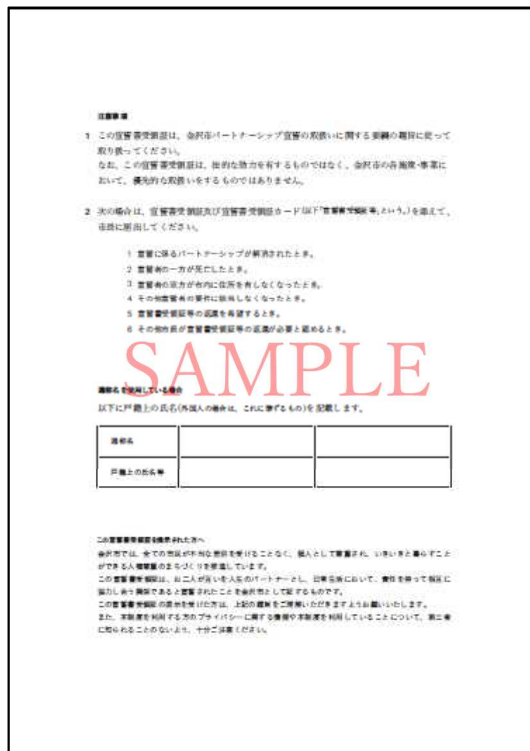 注意事項
1 この宣誓書受領証は、金沢市パートナーシップ宣誓の取扱いに関する要綱の趣旨に従って
取り扱ってください。
なお、この宣誓書受領証は、法的な効力を有するものではなく、金沢市の各施策・事業に
おいて、優先的な取扱いをするものではありません。
2 次の場合は、宣誓書受領証及び宣誓書受領証カード(以下「宣誓書受領証等」という。)を添えて、
市長に届出してください。
1 宣誓に係るパートナーシップが解消されたとき。
2 宣誓者の一方が死亡したとき。
3 宣誓者の双方が市内に住所を有しなくなったとき。
4 その他宣誓者の要件に該当しなくなったとき。
5 宣誓書受領証等の返還を希望するとき。
6 その他市長が宣誓書受領証等の返還が必要と認めるとき。
SAMPLE
通称名を使用している場合
以下に戸籍上の氏名(外国人の場合は、これに準ずるもの)を記載します。
通称名
戸籍上の氏名等
この宣誓書受領証を提示された方へ
金沢市では、全ての市民が不当な差別を受けることなく、個人として尊重され、いきいきと暮らすこと
ができる人権尊重のまちづくりを推進しています。
この宣誓書受領証は、お二人が互いを人生のパートナーとし、日常生活において、責任を持って相互に
協力し合う関係であると宣誓されたことを金沢市として証するものです。
この宣誓書受領証の提示を受けた方は、上記の趣旨をご理解いただきますようお願いいたします。
また、本制度を利用する方のプライバシーに関する情報や本制度を利用していることについて、第三者
に知られることのないよう、十分ご注意ください。